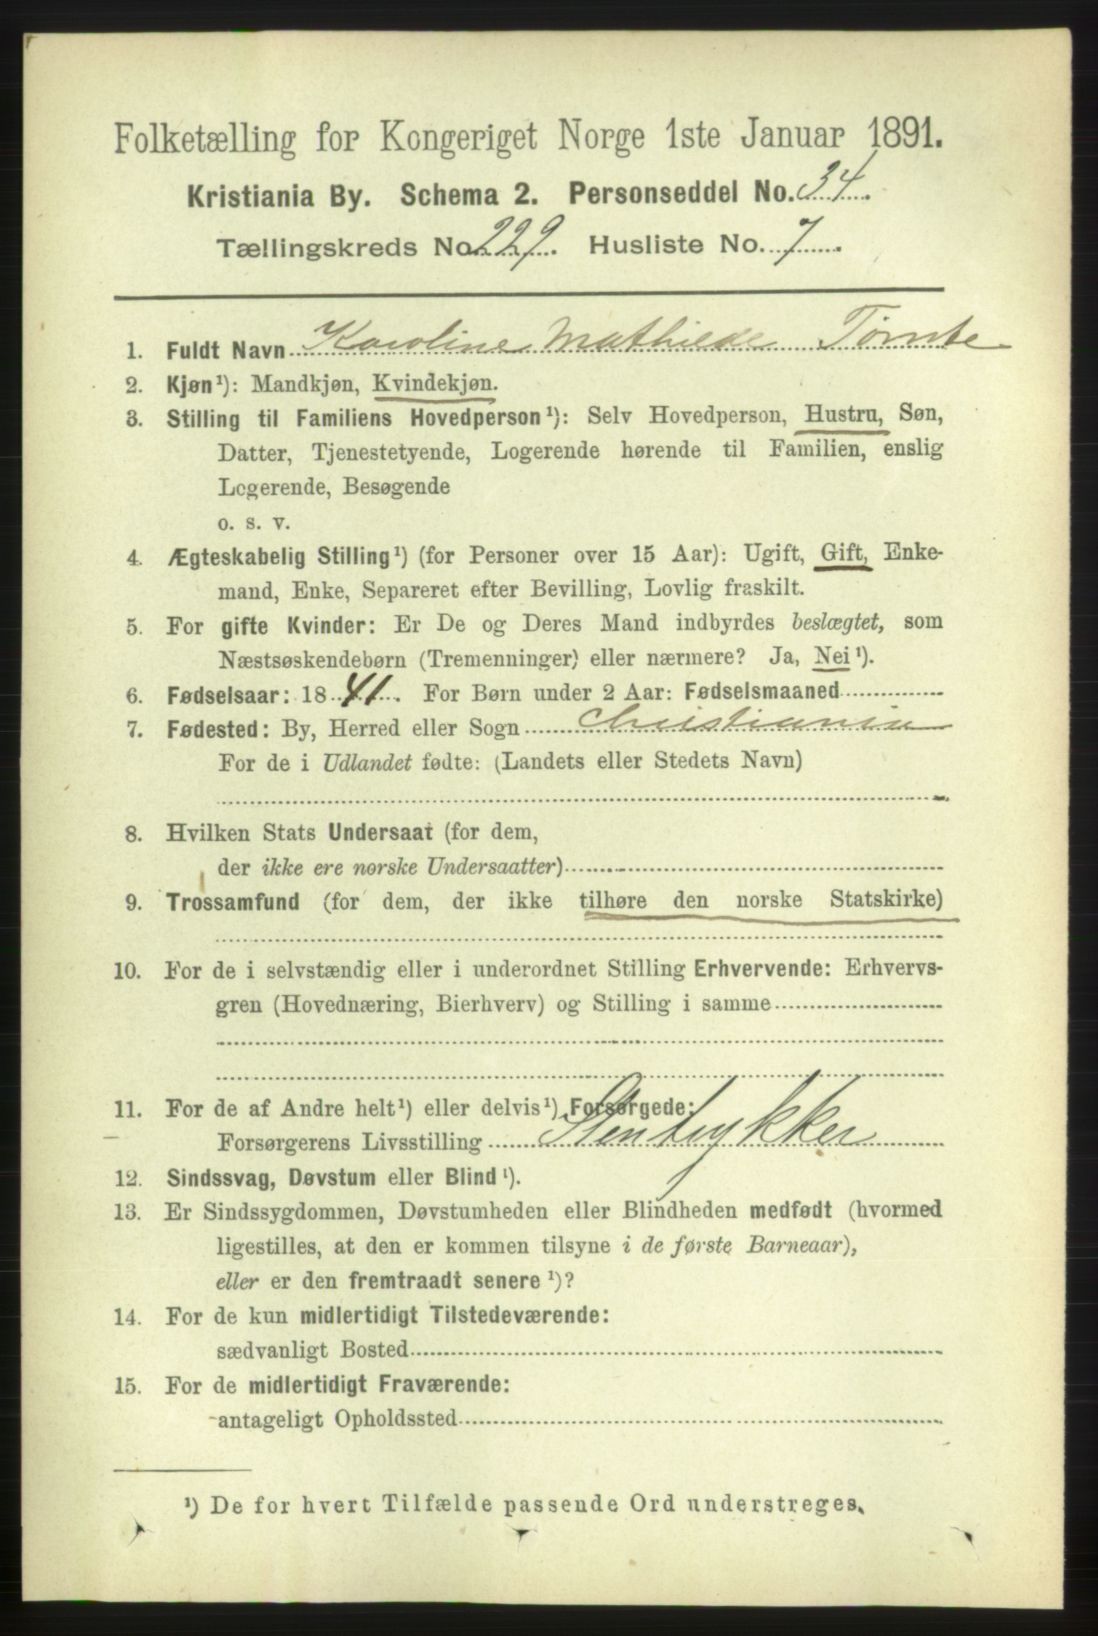 Folketælling for Kongeriget Norge 1ste Januar 1891.
Kristiania By. Schema 2. Personseddel No. 34.
Tællingskreds No. 229. Husliste No. 7.
1. Fuldt Navn Karoline Mathilde Tørnte
2. Kjøn¹): Mandkjøn, Kvindekjøn.
3. Stilling til Familiens Hovedperson¹): Selv Hovedperson, Hustru, Søn,
Datter, Tjenestetyende, Logerende hørende til Familien, enslig
Logerende, Besøgende
o. s. v.
4. Ægteskabelig Stilling¹) (for Personer over 15 Aar): Ugift, Gift, Enke-
mand, Enke, Separeret efter Bevilling, Lovlig fraskilt.
5. For gifte Kvinder: Er De og Deres Mand indbyrdes beslægtet, som
Næstsøskendebørn (Tremenninger) eller nærmere? Ja, Nei¹).
6. Fødselsaar: 1841. For Børn under 2 Aar: Fødselsmaaned
7. Fødested: By, Herred eller Sogn Christiania
For de i Udlandet fødte: (Landets eller Stedets Navn)
8. Hvilken Stats Undersaat (for dem,
der ikke ere norske Undersaatter)
9. Trossamfund (for dem, der ikke tilhøre den norske Statskirke)
10. For de i selvstændig eller i underordnet Stilling Erhvervende: Erhvervs-
gren (Hovednæring, Bierhverv) og Stilling i samme
11. For de af Andre helt¹) eller delvis¹) Forsørgede:
Forsørgerens Livsstilling Stentrykker
12. Sindssvag, Døvstum eller Blind¹).
13. Er Sindssygdommen, Døvstumheden eller Blindheden medfødt (hvormed
ligestilles, at den er kommen tilsyne i de første Barneaar),
eller er den fremtraadt senere¹)?
14. For de kun midlertidigt Tilstedeværende:
sædvanligt Bosted
15. For de midlertidigt Fraværende:
antageligt Opholdssted
¹) De for hvert Tilfælde passende Ord understreges.